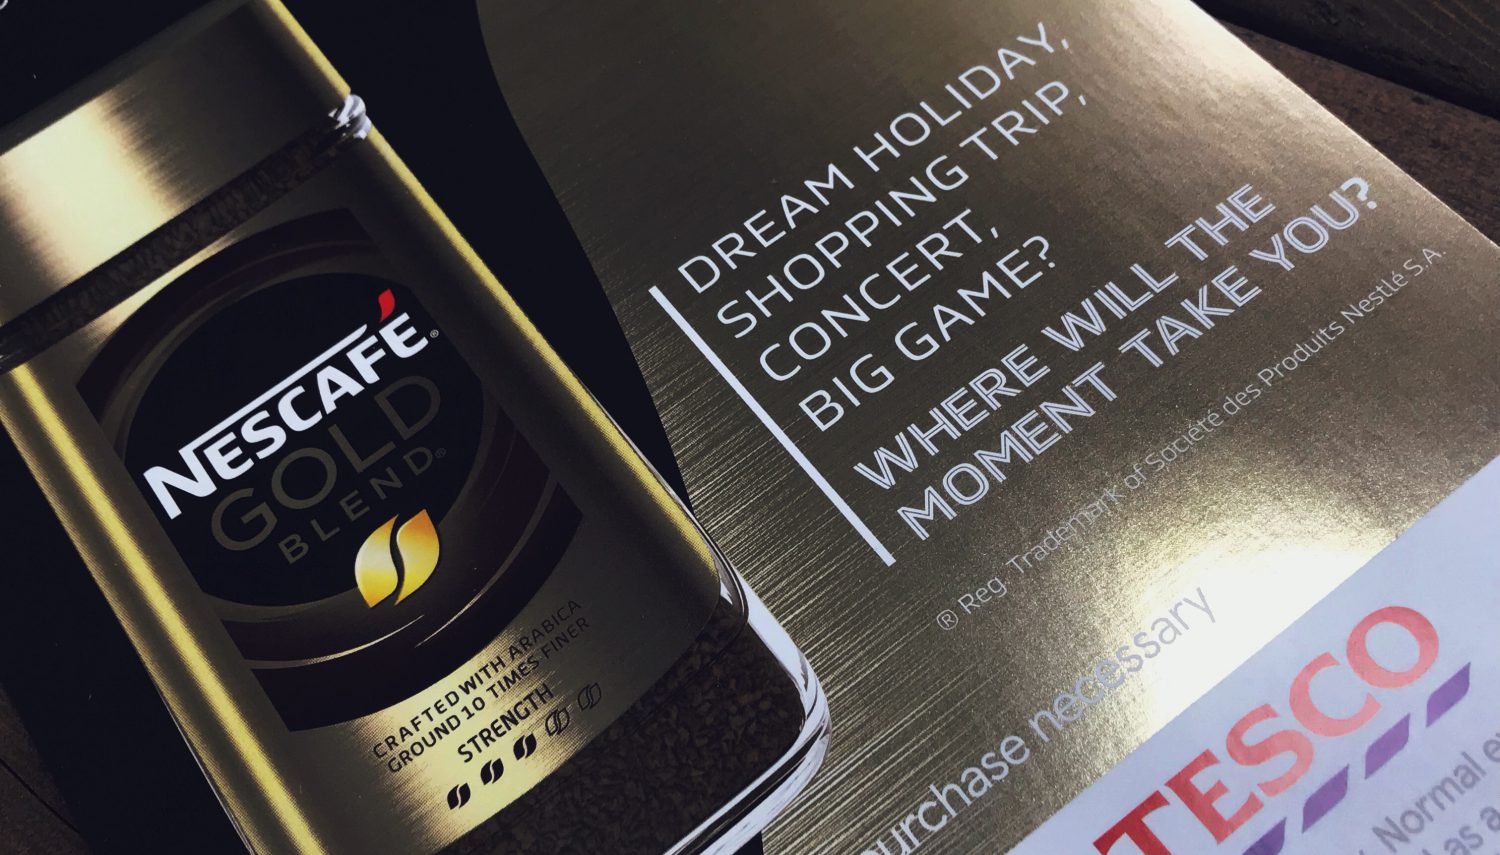 NESCAFÉ®
GOLD
BLEND®
CRAFTED WITH ARABICA
GROUND 10 TIMES FINER
STRENGTH
DREAM HOLIDAY,
SHOPPING TRIP,
CONCERT,
BIG GAME?
WHERE WILL THE
MOMENT TAKE YOU?
® Reg. Trademark of Société des Produits Nestlé S.A.
necessary
TESCO
Normal
as a